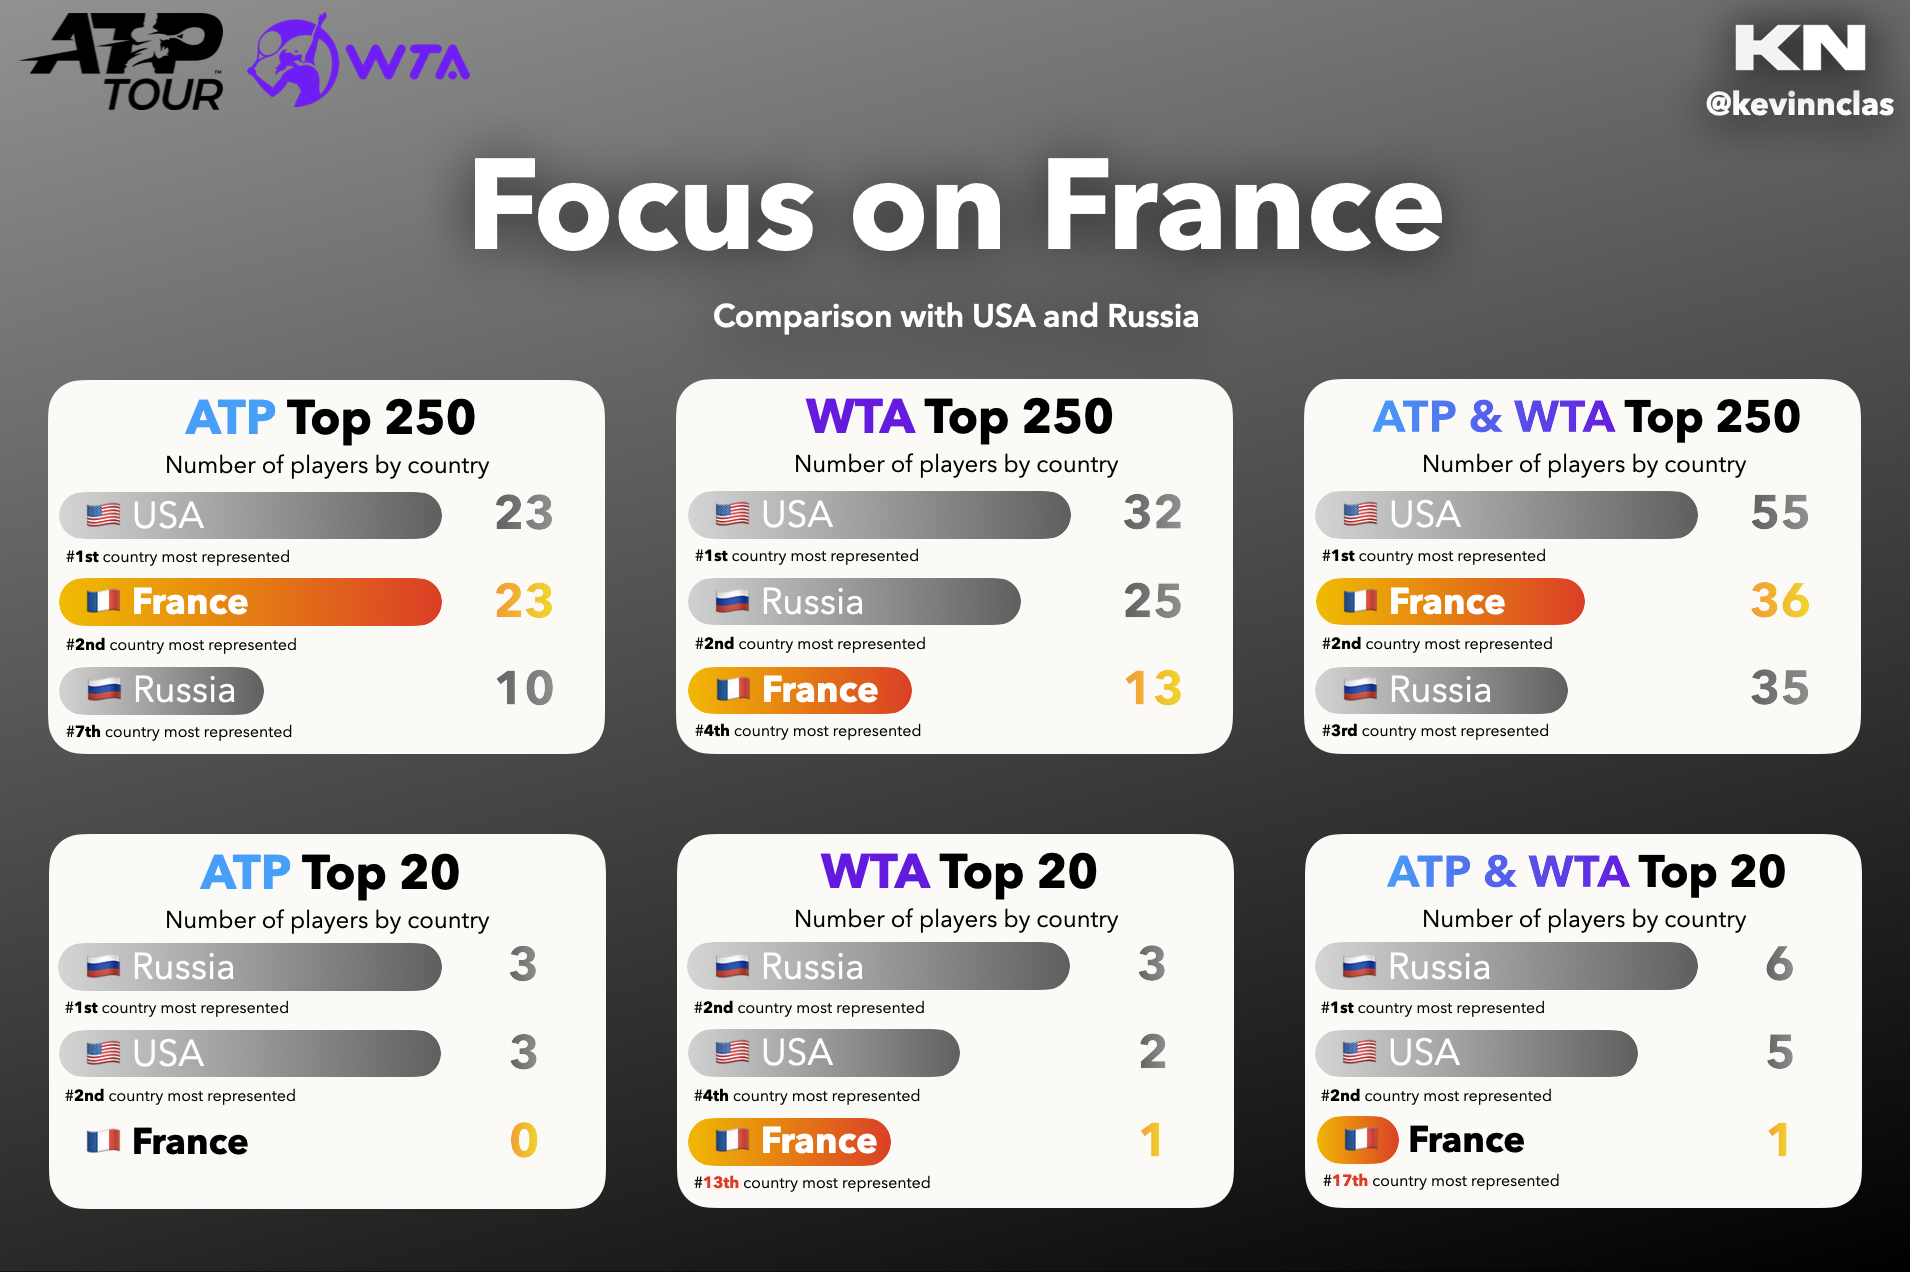 ATP
TOUR
WTA
KN
@kevinnclas
Focus on France
Comparison with USA and Russia
ATP Top 250
Number of players by country
USA 23
#1st country most represented
France 23
#2nd country most represented
Russia 10
#7th country most represented
WTA Top 250
Number of players by country
USA 32
#1st country most represented
Russia 25
#2nd country most represented
France 13
#4th country most represented
ATP & WTA Top 250
Number of players by country
USA 55
#1st country most represented
France 36
#2nd country most represented
Russia 35
#3rd country most represented
ATP Top 20
Number of players by country
Russia 3
#1st country most represented
USA 3
#2nd country most represented
France 0
WTA Top 20
Number of players by country
Russia 3
#2nd country most represented
USA 2
#4th country most represented
France 1
#13th country most represented
ATP & WTA Top 20
Number of players by country
Russia 6
#1st country most represented
USA 5
#2nd country most represented
France 1
#17th country most represented